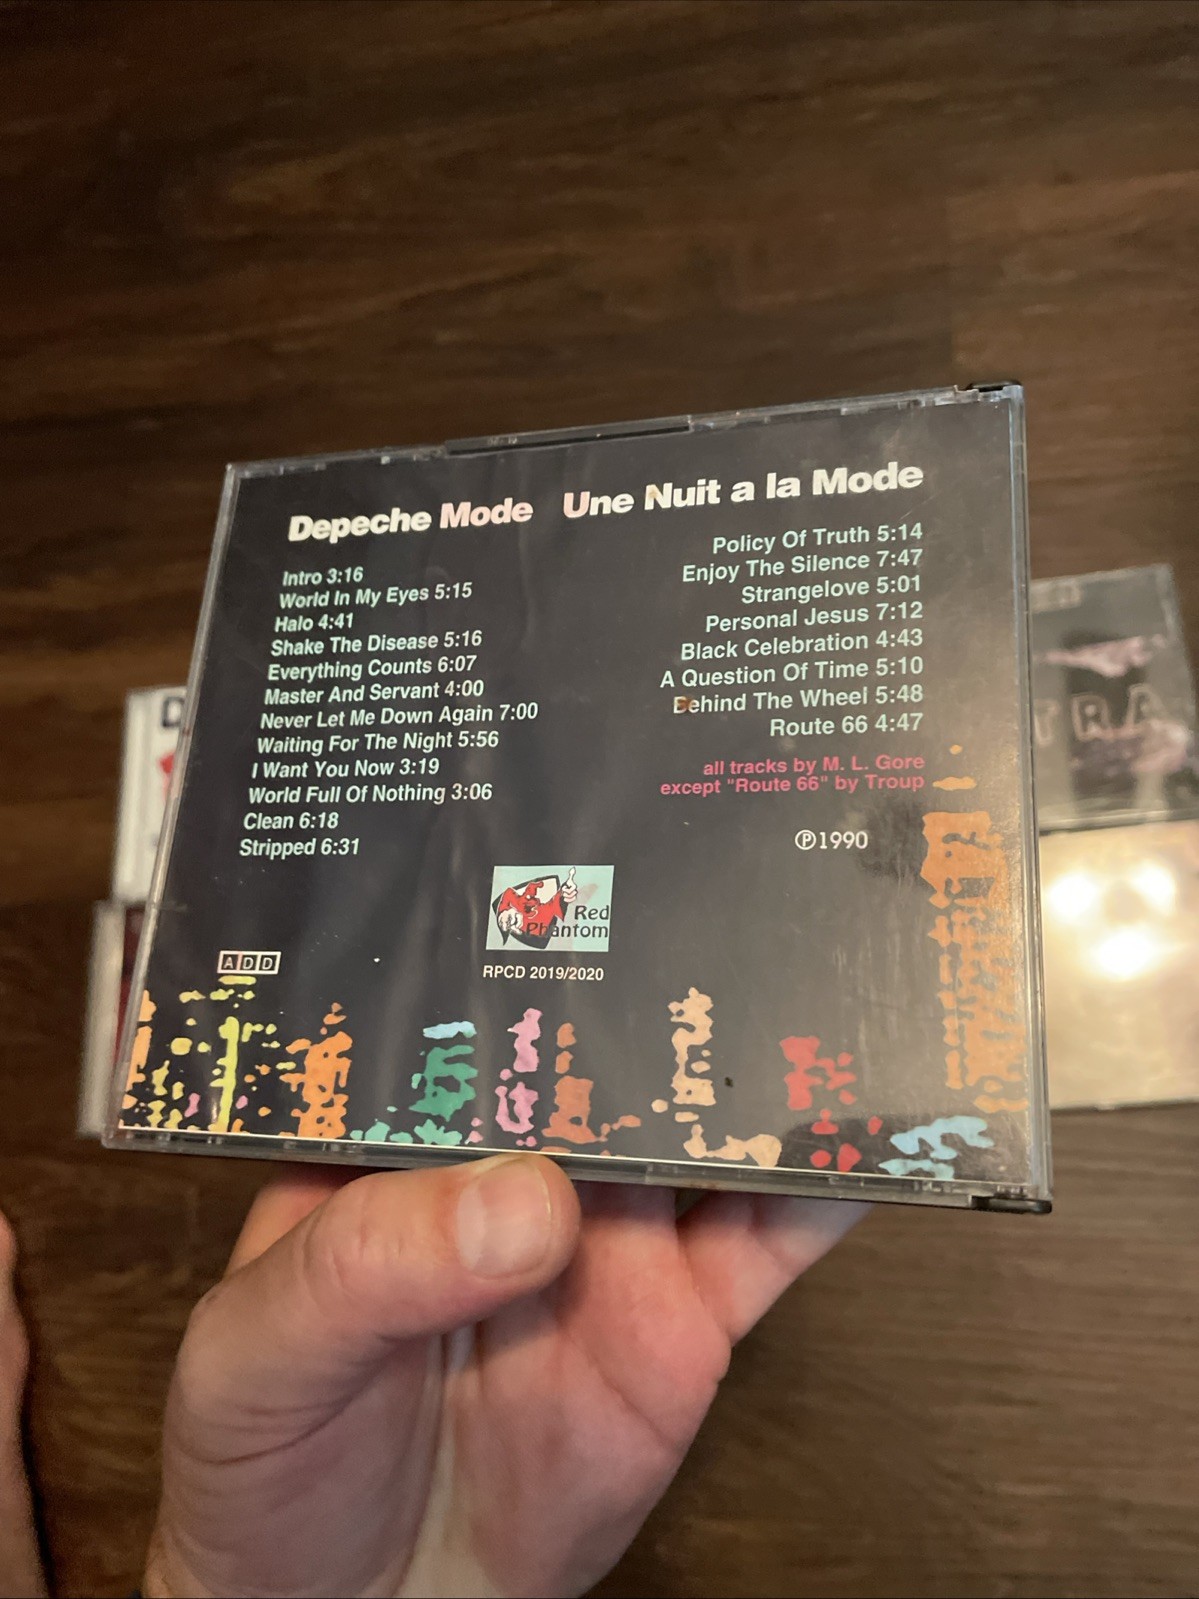 Depeche Mode Une Nuit a la Mode
Intro 3:16
World In My Eyes 5:15
Halo 4:41
Shake The Disease 5:16
Everything Counts 6:07
Master And Servant 4:00
Never Let Me Down Again 7:00
Waiting For The Night 5:56
I Want You Now 3:19
World Full Of Nothing 3:06
Clean 6:18
Stripped 6:31
Policy Of Truth 5:14
Enjoy The Silence 7:47
Strangelove 5:01
Personal Jesus 7:12
Black Celebration 4:43
A Question Of Time 5:10
Behind The Wheel 5:48
Route 66 4:47
all tracks by M. L. Gore
except "Route 66" by Troup
℗1990
Red
Phantom
RPCD 2019/2020
ADD
TRA